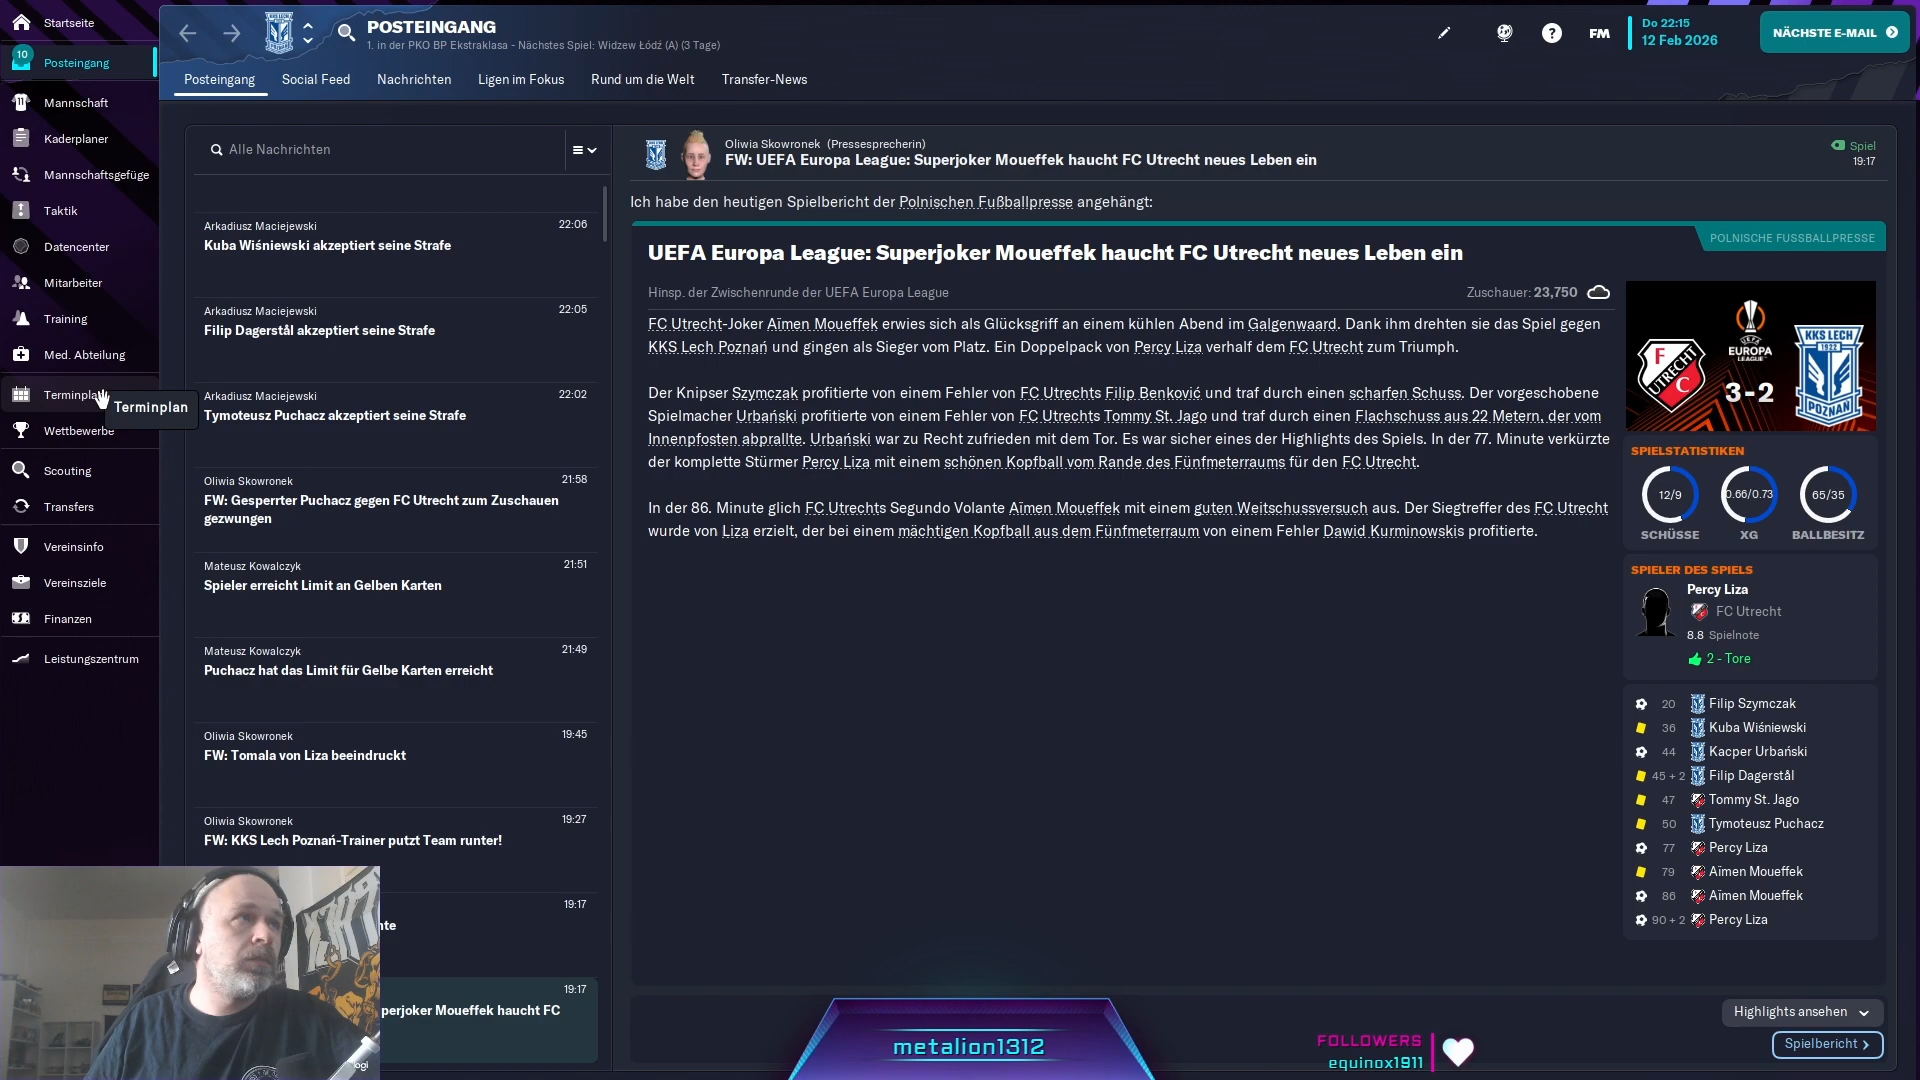 Startseite
10
Posteingang
Mannschaft
Kaderplaner
Mannschaftsgefüge
Taktik
Datencenter
Mitarbeiter
Training
Med. Abteilung
Terminplan
Wettbewerbe
Scouting
Transfers
Vereinsinfo
Vereinsziele
Finanzen
Leistungszentrum
POSTEINGANG
1. in der PKO BP Ekstraklasa - Nächstes Spiel: Widzew Łódź (A) (3 Tage)
FM
Do 22:15
12 Feb 2026
NÄCHSTE E-MAIL
Posteingang
Social Feed
Nachrichten
Ligen im Fokus
Rund um die Welt
Transfer-News
Alle Nachrichten
Arkadiusz Maciejewski 22:06
Kuba Wiśniewski akzeptiert seine Strafe
Arkadiusz Maciejewski 22:05
Filip Dagerstål akzeptiert seine Strafe
Arkadiusz Maciejewski 22:02
Tymoteusz Puchacz akzeptiert seine Strafe
Oliwia Skowronek 21:58
FW: Gesperrter Puchacz gegen FC Utrecht zum Zuschauen
gezwungen
Mateusz Kowalczyk 21:51
Spieler erreicht Limit an Gelben Karten
Mateusz Kowalczyk 21:49
Puchacz hat das Limit für Gelbe Karten erreicht
Oliwia Skowronek 19:45
FW: Tomala von Liza beeindruckt
Oliwia Skowronek 19:27
FW: KKS Lech Poznań-Trainer putzt Team runter!
19:17
nte
19:17
perjoker Moueffek haucht FC
Oliwia Skowronek (Pressesprecherin)
FW: UEFA Europa League: Superjoker Moueffek haucht FC Utrecht neues Leben ein
Spiel
19:17
Ich habe den heutigen Spielbericht der Polnischen Fußballpresse angehängt:
POLNISCHE FUSSBALLPRESSE
UEFA Europa League: Superjoker Moueffek haucht FC Utrecht neues Leben ein
Hinsp. der Zwischenrunde der UEFA Europa League
Zuschauer: 23,750
FC Utrecht-Joker Aïmen Moueffek erwies sich als Glücksgriff an einem kühlen Abend im Galgenwaard. Dank ihm drehten sie das Spiel gegen
KKS Lech Poznań und gingen als Sieger vom Platz. Ein Doppelpack von Percy Liza verhalf dem FC Utrecht zum Triumph.
Der Knipser Szymczak profitierte von einem Fehler von FC Utrechts Filip Benković und traf durch einen scharfen Schuss. Der vorgeschobene
Spielmacher Urbański profitierte von einem Fehler von FC Utrechts Tommy St. Jago und traf durch einen Flachschuss aus 22 Metern, der vom
Innenpfosten abprallte. Urbański war zu Recht zufrieden mit dem Tor. Es war sicher eines der Highlights des Spiels. In der 77. Minute verkürzte
der komplette Stürmer Percy Liza mit einem schönen Kopfball vom Rande des Fünfmeterraums für den FC Utrecht.
In der 86. Minute glich FC Utrechts Segundo Volante Aïmen Moueffek mit einem guten Weitschussversuch aus. Der Siegtreffer des FC Utrecht
wurde von Liza erzielt, der bei einem mächtigen Kopfball aus dem Fünfmeterraum von einem Fehler Dawid Kurminowskis profitierte.
UEFA
EUROPA
LEAGUE
F
UTRECHT
C
3-2
KKS LECH
1922
POZNAŃ
SPIELSTATISTIKEN
12/9
0.66/0.73
65/35
SCHÜSSE
XG
BALLBESITZ
SPIELER DES SPIELS
Percy Liza
FC Utrecht
8.8 Spielnote
2 - Tore
20 Filip Szymczak
36 Kuba Wiśniewski
44 Kacper Urbański
45 + 2 Filip Dagerstål
47 Tommy St. Jago
50 Tymoteusz Puchacz
77 Percy Liza
79 Aïmen Moueffek
86 Aïmen Moueffek
90 + 2 Percy Liza
Highlights ansehen
Spielbericht
metalion1312
FOLLOWERS
equinox1911
logi